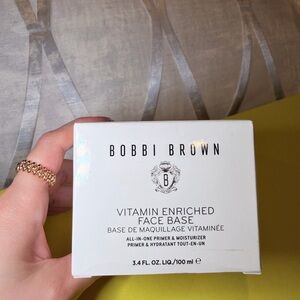 BOBBI BROWN
B
VITAMIN ENRICHED
FACE BASE
BASE DE MAQUILLAGE VITAMINÉE
ALL-IN-ONE PRIMER & MOISTURIZER
PRIMER & HYDRATANT TOUT-EN-UN
3.4 FL. OZ. LIQ./100 ml ℮